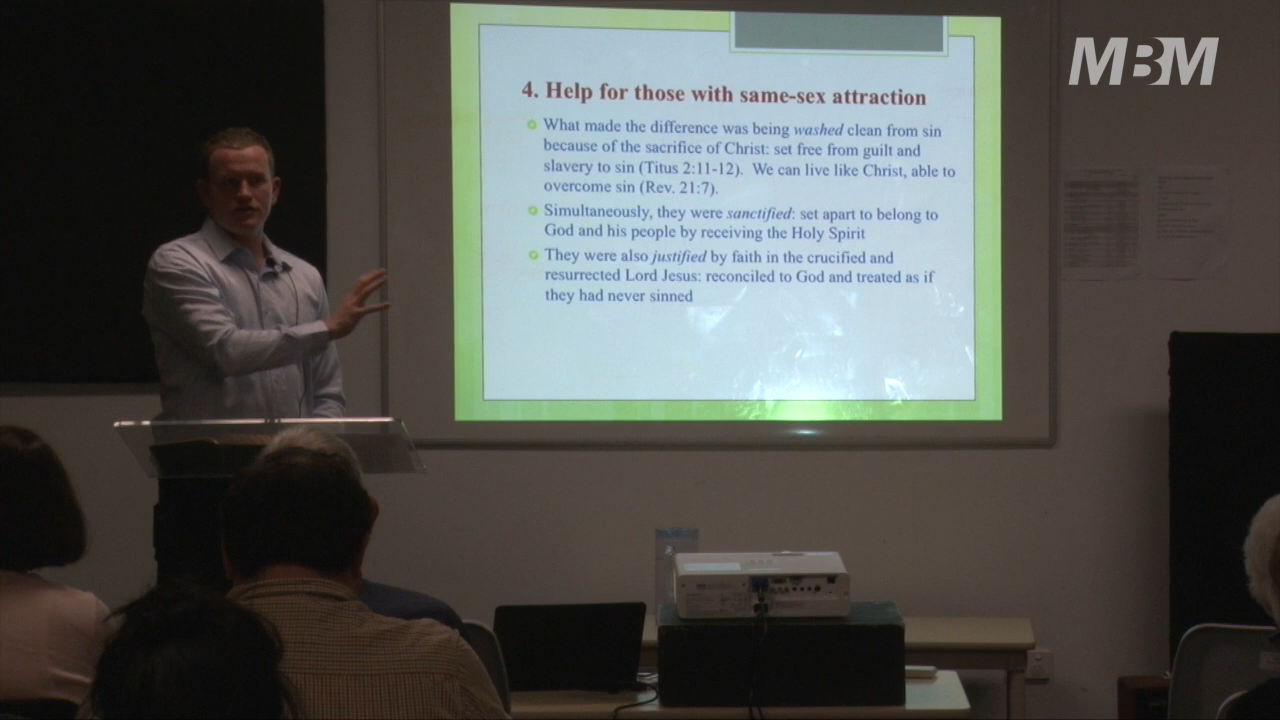 MBM
4. Help for those with same-sex attraction
What made the difference was being washed clean from sin
because of the sacrifice of Christ: set free from guilt and
slavery to sin (Titus 2:11-12). We can live like Christ, able to
overcome sin (Rev. 21:7).
Simultaneously, they were sanctified: set apart to belong to
God and his people by receiving the Holy Spirit
They were also justified by faith in the crucified and
resurrected Lord Jesus: reconciled to God and treated as if
they had never sinned